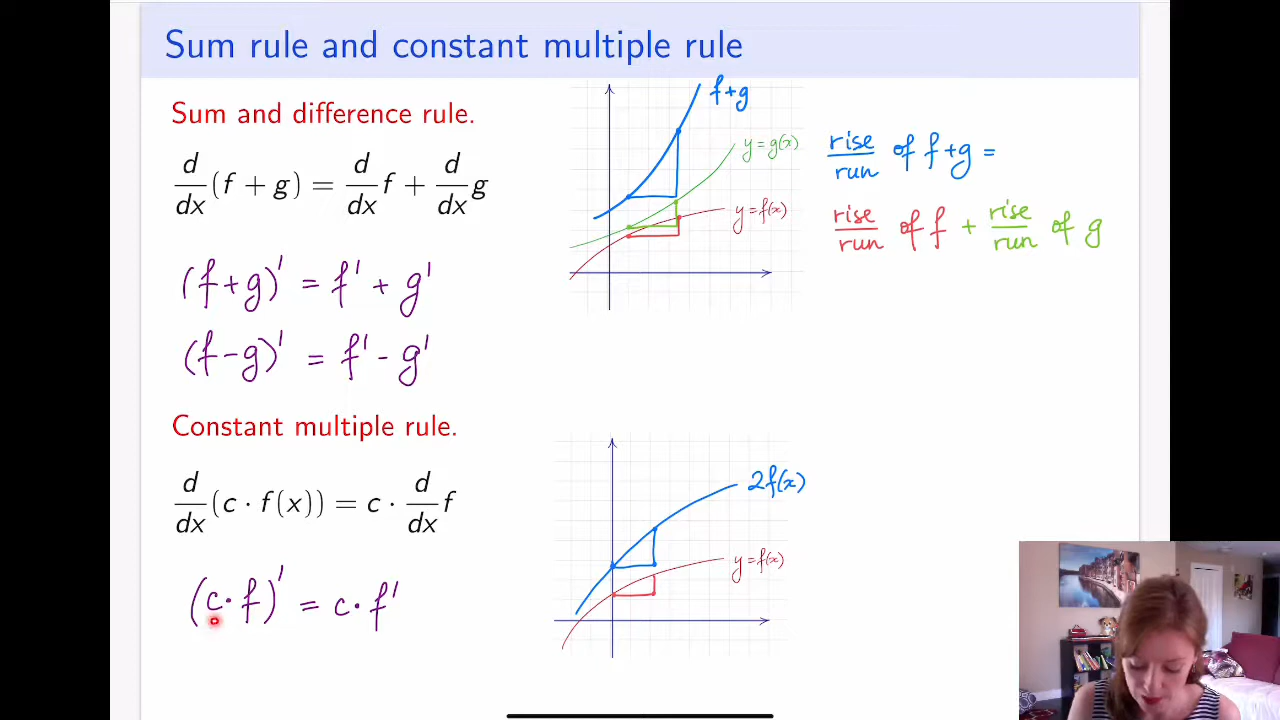 Sum rule and constant multiple rule
Sum and difference rule.
d/dx (f + g) = d/dx f + d/dx g
(f+g)' = f' + g'
(f-g)' = f' - g'
f+g
y=g(x)
y=f(x)
rise/run of f+g =
rise/run of f + rise/run of g
Constant multiple rule.
d/dx (c · f(x)) = c · d/dx f
(c·f)' = c·f'
2f(x)
y=f(x)